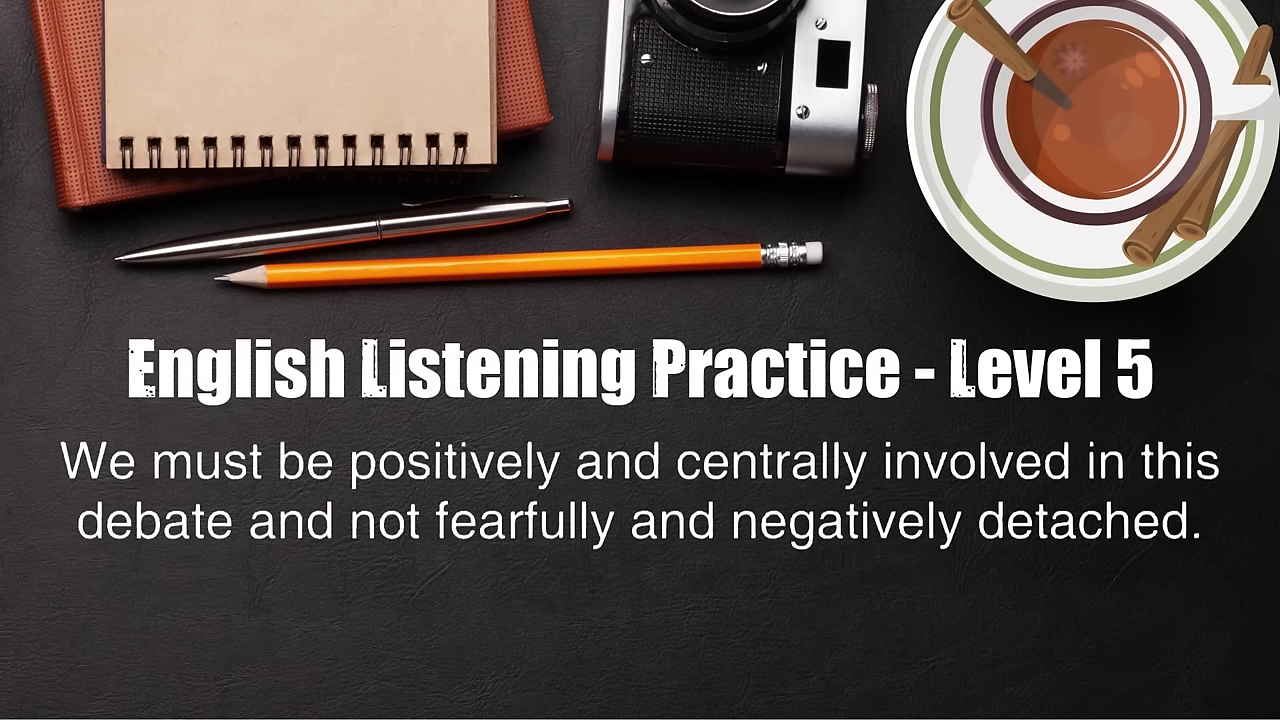 English Listening Practice - Level 5
We must be positively and centrally involved in this
debate and not fearfully and negatively detached.